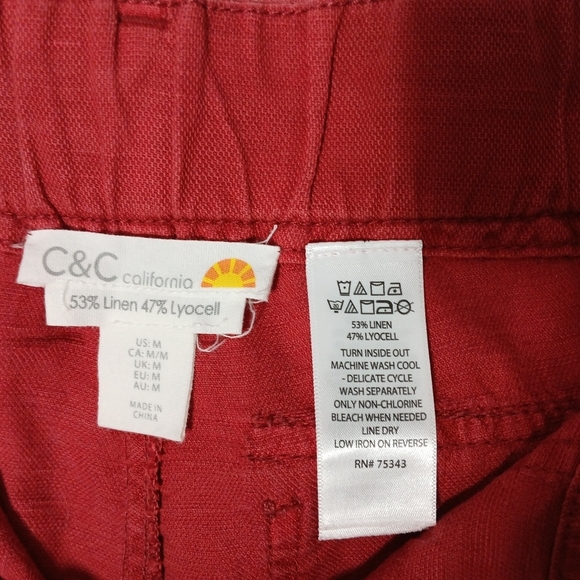 C&C california
53% Linen 47% Lyocell
US: M
CA: M/M
UK: M
EU: M
AU: M
MADE IN
CHINA
53% LINEN
47% LYOCELL
TURN INSIDE OUT
MACHINE WASH COOL
- DELICATE CYCLE
WASH SEPARATELY
ONLY NON-CHLORINE
BLEACH WHEN NEEDED
LINE DRY
LOW IRON ON REVERSE
RN# 75343